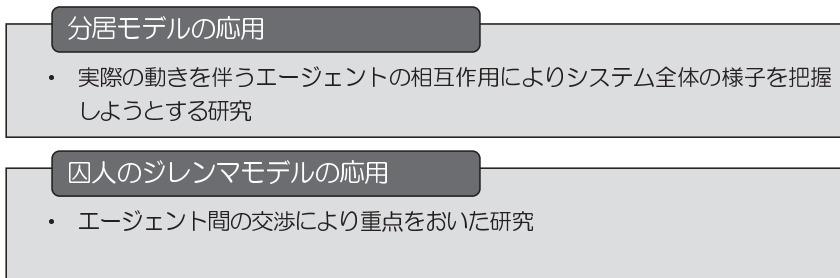 分居モデルの応用
・ 実際の動きを伴うエージェントの相互作用によりシステム全体の様子を把握
しようとする研究
囚人のジレンマモデルの応用
・ エージェント間の交渉により重点をおいた研究